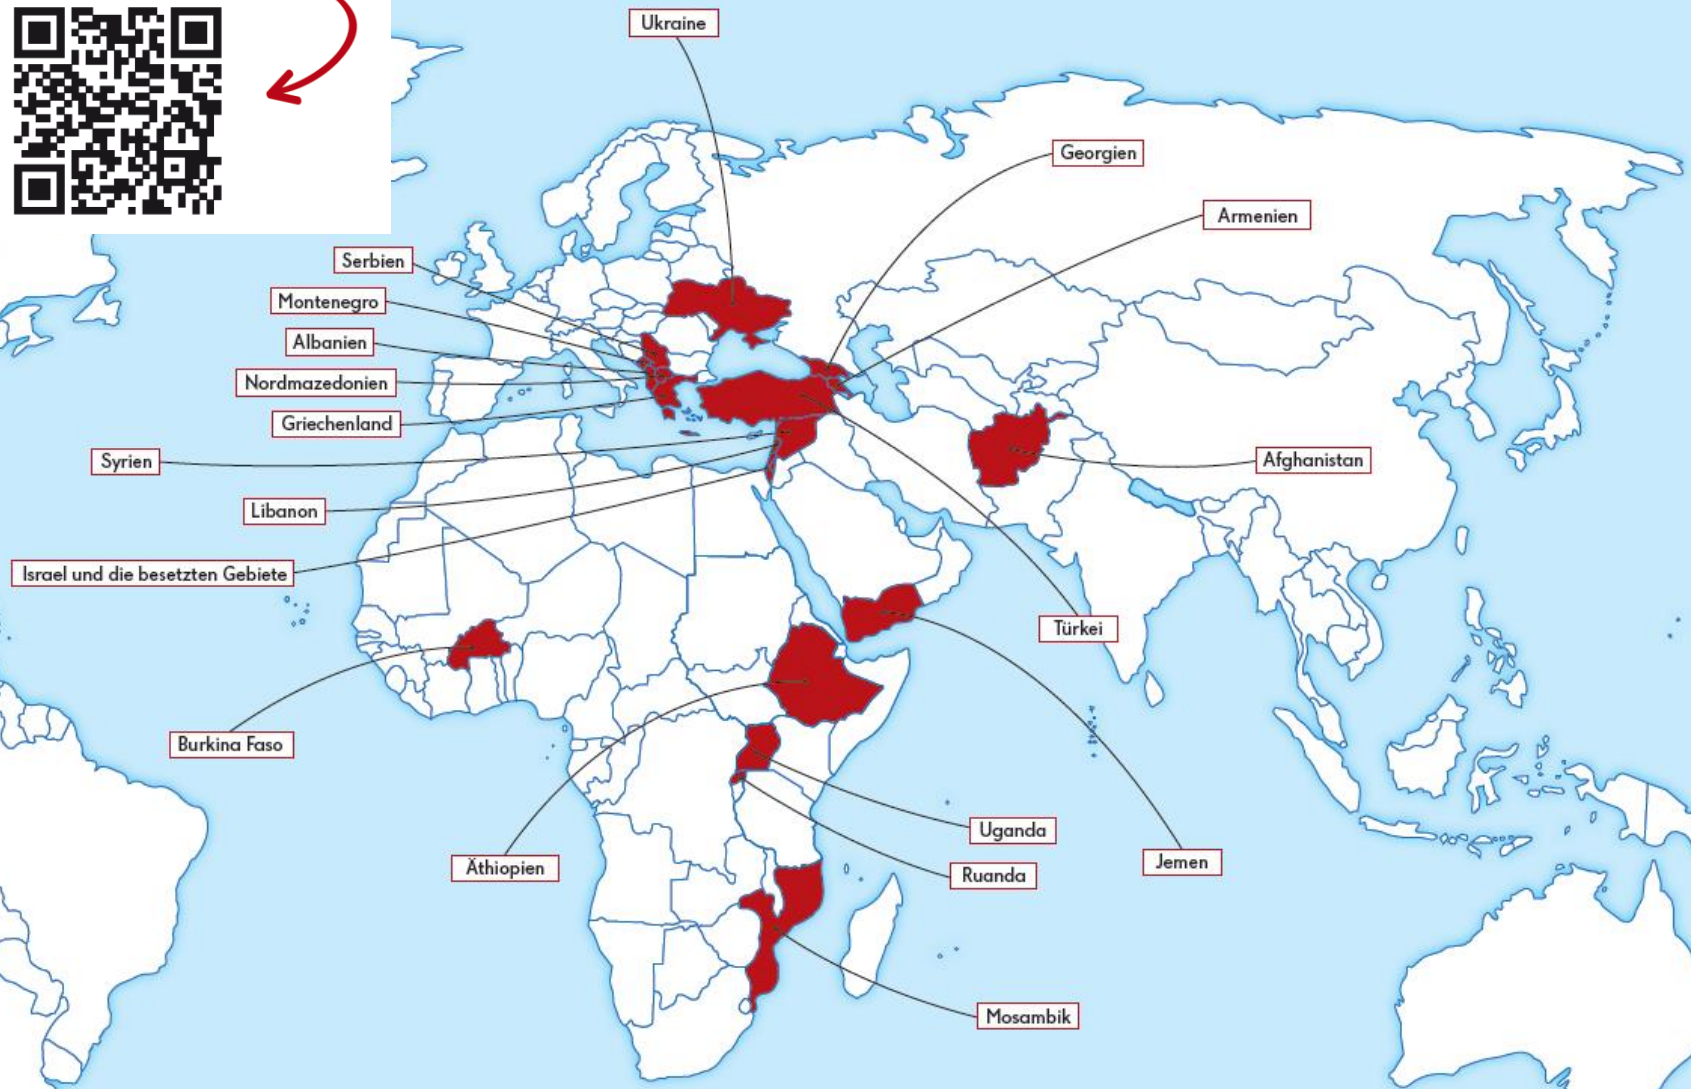 Ukraine
Georgien
Armenien
Serbien
Montenegro
Albanien
Nordmazedonien
Griechenland
Syrien
Afghanistan
Libanon
Israel und die besetzten Gebiete
Türkei
Burkina Faso
Uganda
Äthiopien
Ruanda
Jemen
Mosambik